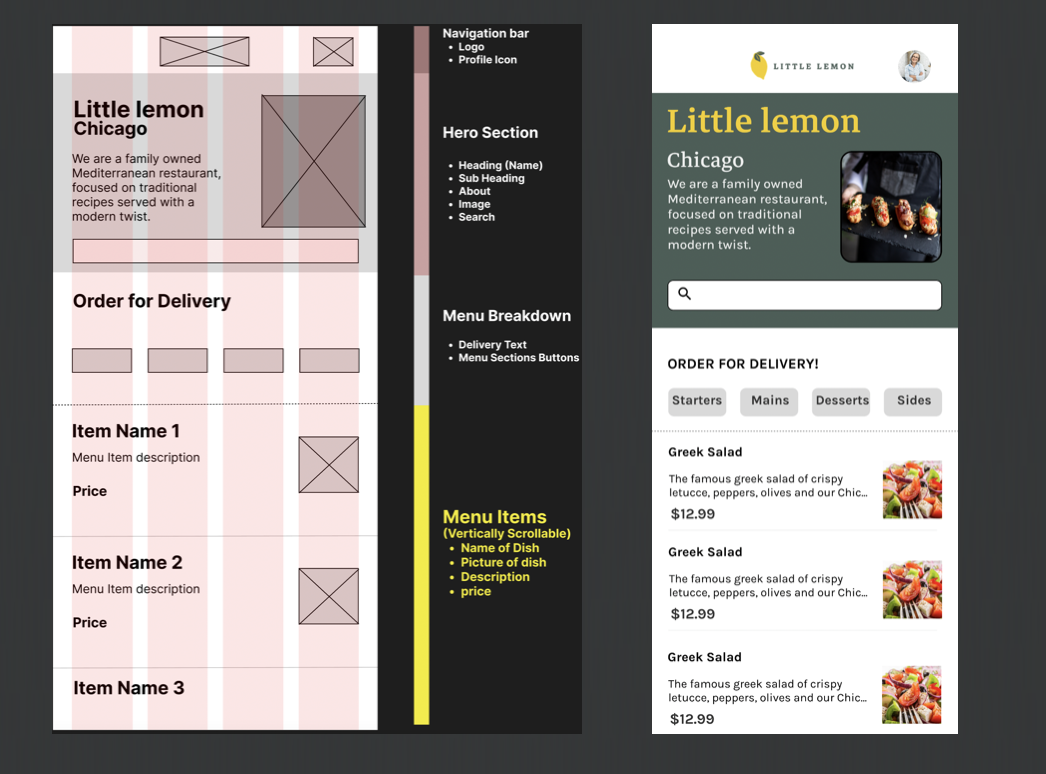 Little lemon
Chicago
We are a family owned
Mediterranean restaurant,
focused on traditional
recipes served with a
modern twist.
Order for Delivery
Item Name 1
Menu Item description
Price
Item Name 2
Menu Item description
Price
Item Name 3
Navigation bar
• Logo
• Profile Icon
Hero Section
• Heading (Name)
• Sub Heading
• About
• Image
• Search
Menu Breakdown
• Delivery Text
• Menu Sections Buttons
Menu Items
(Vertically Scrollable)
• Name of Dish
• Picture of dish
• Description
• price
LITTLE LEMON
Little lemon
Chicago
We are a family owned
Mediterranean restaurant,
focused on traditional
recipes served with a
modern twist.
ORDER FOR DELIVERY!
Starters Mains Desserts Sides
Greek Salad
The famous greek salad of crispy
letucce, peppers, olives and our Chic...
$12.99
Greek Salad
The famous greek salad of crispy
letucce, peppers, olives and our Chic...
$12.99
Greek Salad
The famous greek salad of crispy
letucce, peppers, olives and our Chic...
$12.99